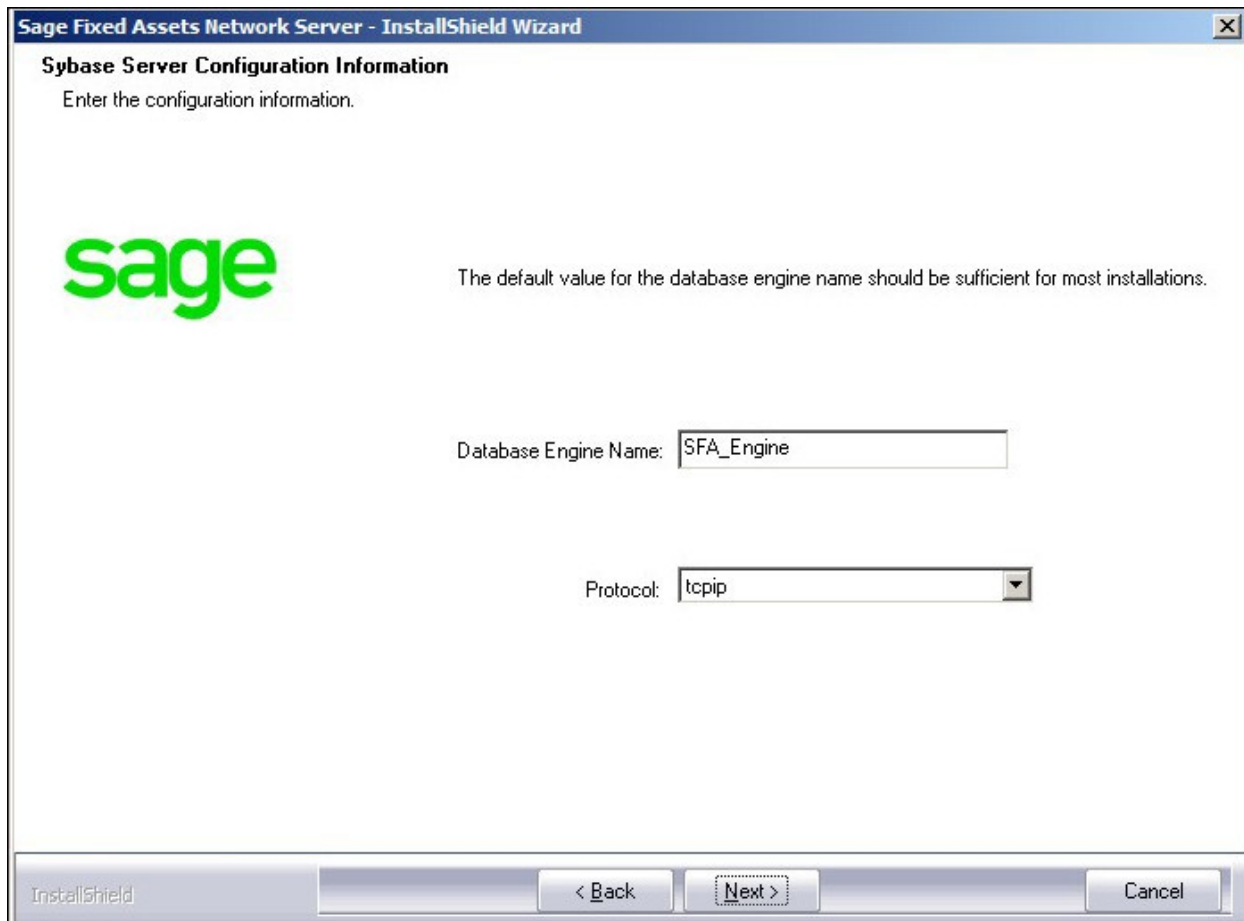 Sage Fixed Assets Network Server - InstallShield Wizard
Sybase Server Configuration Information
Enter the configuration information.
sage
The default value for the database engine name should be sufficient for most installations.
Database Engine Name: SFA_Engine
Protocol: tcpip
InstallShield
< Back Next > Cancel